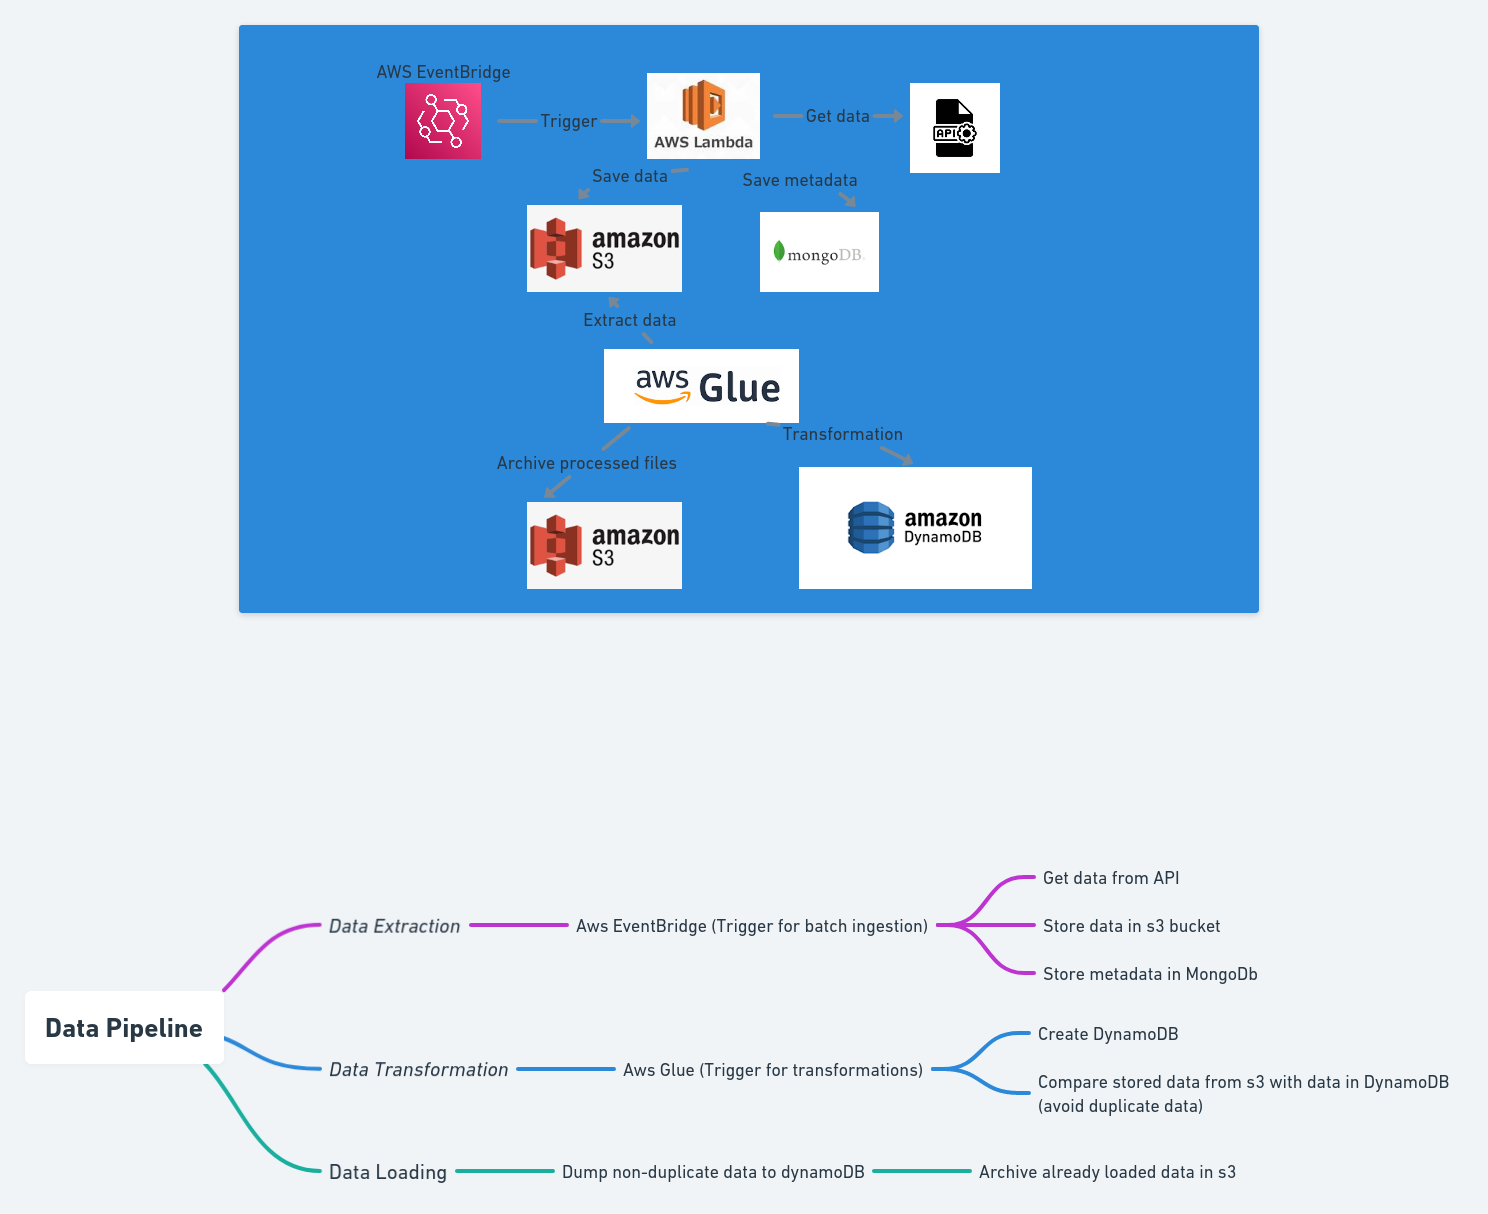 AWS EventBridge
Trigger
AWS Lambda
Get data
API
Save data
Save metadata
amazon
S3
mongoDB.
Extract data
aws Glue
Transformation
Archive processed files
amazon
S3
amazon
DynamoDB
Get data from API
Data Extraction
Aws EventBridge (Trigger for batch ingestion)
Store data in s3 bucket
Store metadata in MongoDb
Data Pipeline
Create DynamoDB
Data Transformation
Aws Glue (Trigger for transformations)
Compare stored data from s3 with data in DynamoDB
(avoid duplicate data)
Data Loading
Dump non-duplicate data to dynamoDB
Archive already loaded data in s3